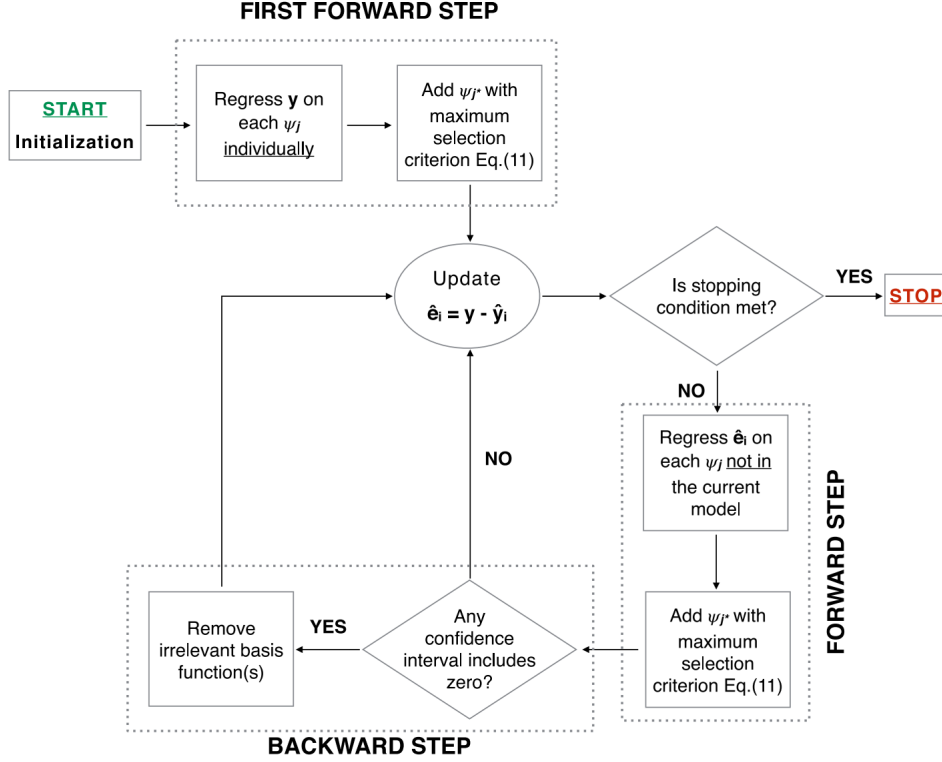 FIRST FORWARD STEP
START
Initialization
Regress y on
each ψj
individually
Add ψj* with
maximum
selection
criterion Eq.(11)
Update
êi = y - ŷi
Is stopping
condition met?
YES
STOP
NO
Regress êi on
each ψj not in
the current
model
FORWARD STEP
Add ψj* with
maximum
selection
criterion Eq.(11)
NO
Any
confidence
interval includes
zero?
YES
Remove
irrelevant basis
function(s)
BACKWARD STEP